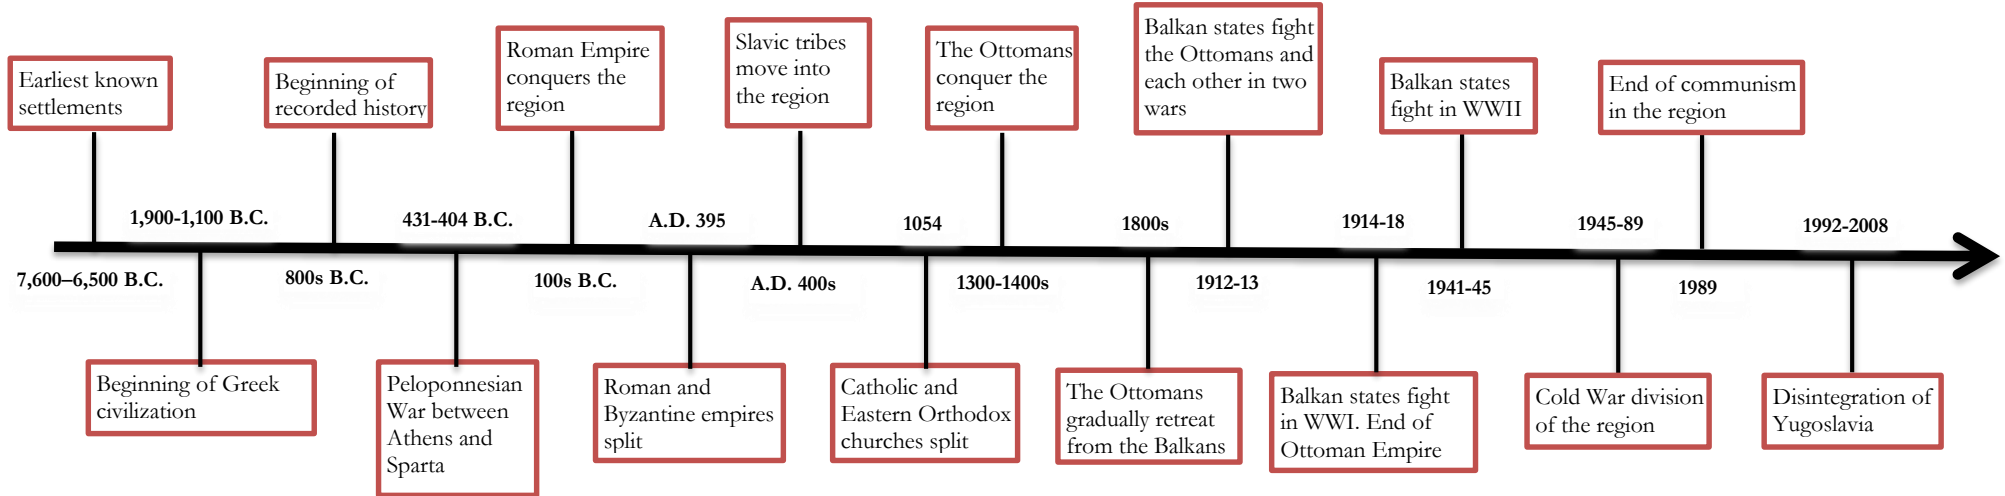 Earliest known
settlements
7,600–6,500 B.C.
1,900-1,100 B.C.
Beginning of Greek
civilization
Beginning of
recorded history
800s B.C.
431-404 B.C.
Peloponnesian
War between
Athens and
Sparta
Roman Empire
conquers the
region
100s B.C.
A.D. 395
Roman and
Byzantine empires
split
Slavic tribes
move into
the region
A.D. 400s
1054
Catholic and
Eastern Orthodox
churches split
The Ottomans
conquer the
region
1300-1400s
1800s
The Ottomans
gradually retreat
from the Balkans
Balkan states fight
the Ottomans and
each other in two
wars
1912-13
1914-18
Balkan states fight
in WWI. End of
Ottoman Empire
Balkan states
fight in WWII
1941-45
1945-89
Cold War division
of the region
End of communism
in the region
1989
1992-2008
Disintegration of
Yugoslavia